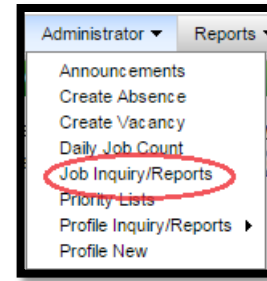 Administrator ▼ Reports
Announcements
Create Absence
Create Vacancy
Daily Job Count
Job Inquiry/Reports
Priority Lists
Profile Inquiry/Reports ▶
Profile New